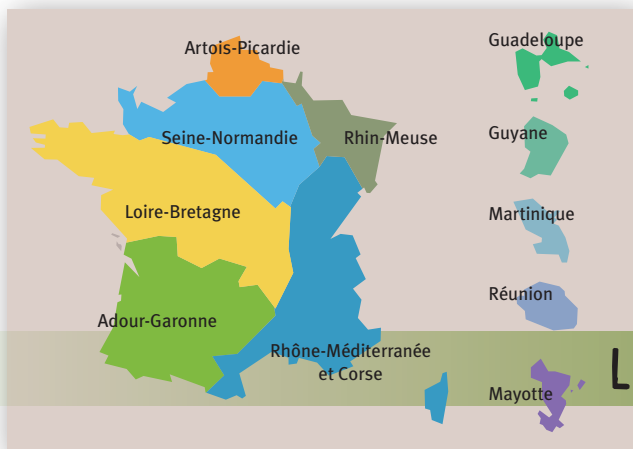 Artois-Picardie
Seine-Normandie
Rhin-Meuse
Loire-Bretagne
Adour-Garonne
Rhône-Méditerranée
et Corse
Guadeloupe
Guyane
Martinique
Réunion
Mayotte
L